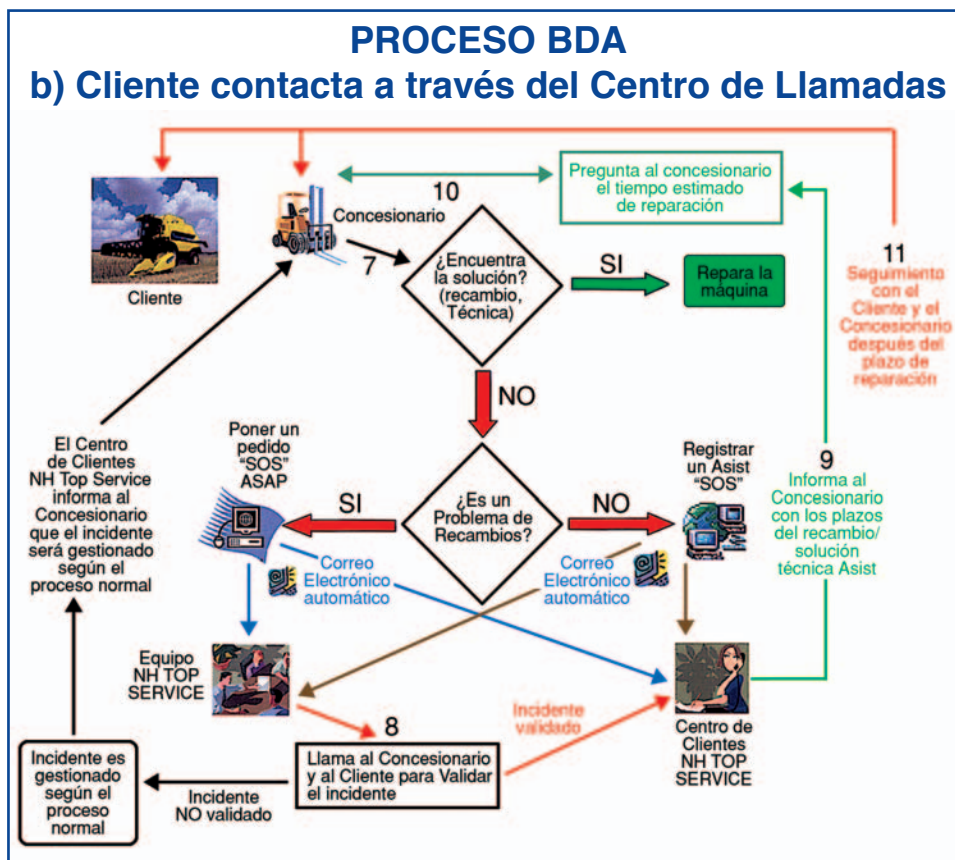 PROCESO BDA
b) Cliente contacta a través del Centro de Llamadas
Cliente
Concesionario
7
10
Pregunta al concesionario
el tiempo estimado
de reparación
¿Encuentra
la solución?
(recambio,
Técnica)
SI
Repara la
máquina
11
Seguimiento
con el
Cliente y el
Concesionario
después del
plazo de
reparación
NO
El Centro
de Clientes
NH Top Service
informa al
Concesionario
que el incidente
será gestionado
según el
proceso normal
Poner un
pedido
“SOS”
ASAP
SI
¿Es un
Problema de
Recambios?
NO
Registrar
un Asist
“SOS”
9
Informa al
Concesionario
con los plazos
del recambio/
solución
técnica Asist
Correo
Electrónico
automático
Correo
Electrónico
automático
Equipo
NH TOP
SERVICE
8
Llama al Concesionario
y al Cliente para Validar
el incidente
Incidente
validado
Centro de
Clientes
NH TOP
SERVICE
Incidente
NO validado
Incidente es
gestionado
según el
proceso
normal